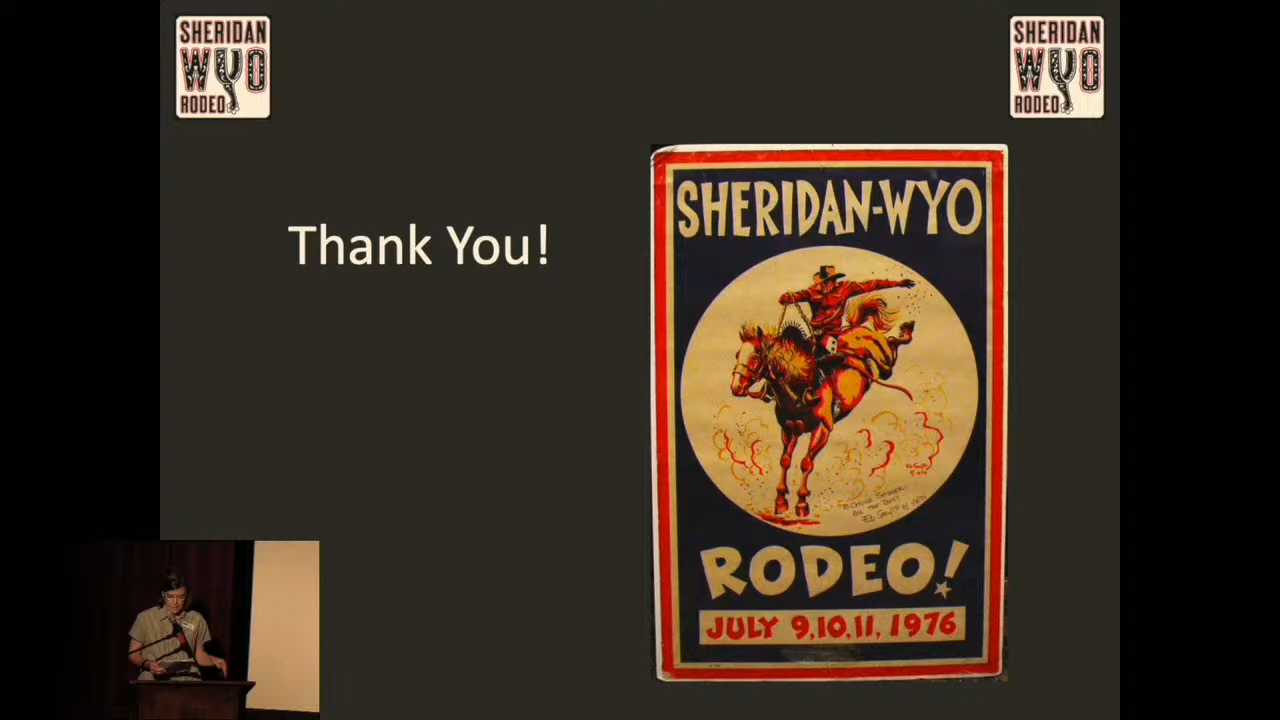 SHERIDAN
WYO
RODEO
SHERIDAN
WYO
RODEO
Thank You!
SHERIDAN-WYO
RODEO!
JULY 9, 10, 11, 1976